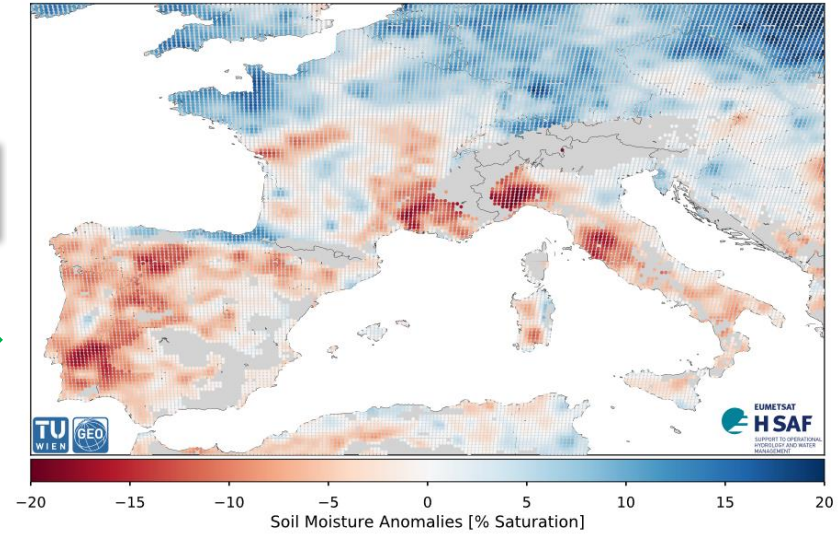 TU
WIEN
GEO
EUMETSAT
H SAF
SUPPORT TO OPERATIONAL
HYDROLOGY AND WATER
MANAGEMENT
−20 −15 −10 −5 0 5 10 15 20
Soil Moisture Anomalies [% Saturation]